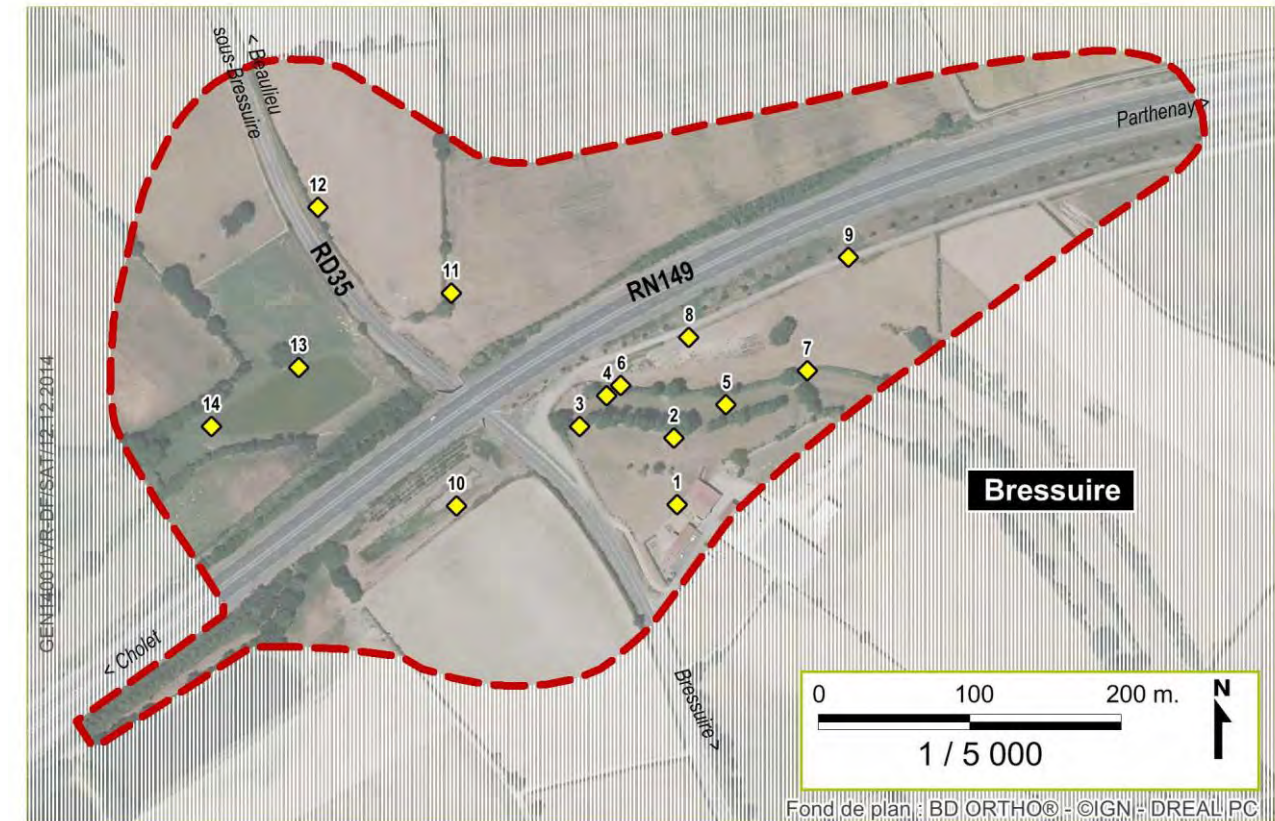 < Beaulieu
sous-Bressuire
Parthenay >
12
RD35
11
9
RN149
8
13
6
4
7
5
3
14
2
10
1
Bressuire
GEN14001/VR-DF/SAT/12.12.2014
< Cholet
Bressuire >
0 100 200 m.
N
1 / 5 000
Fond de plan : BD ORTHO® - ©IGN - DREAL PC